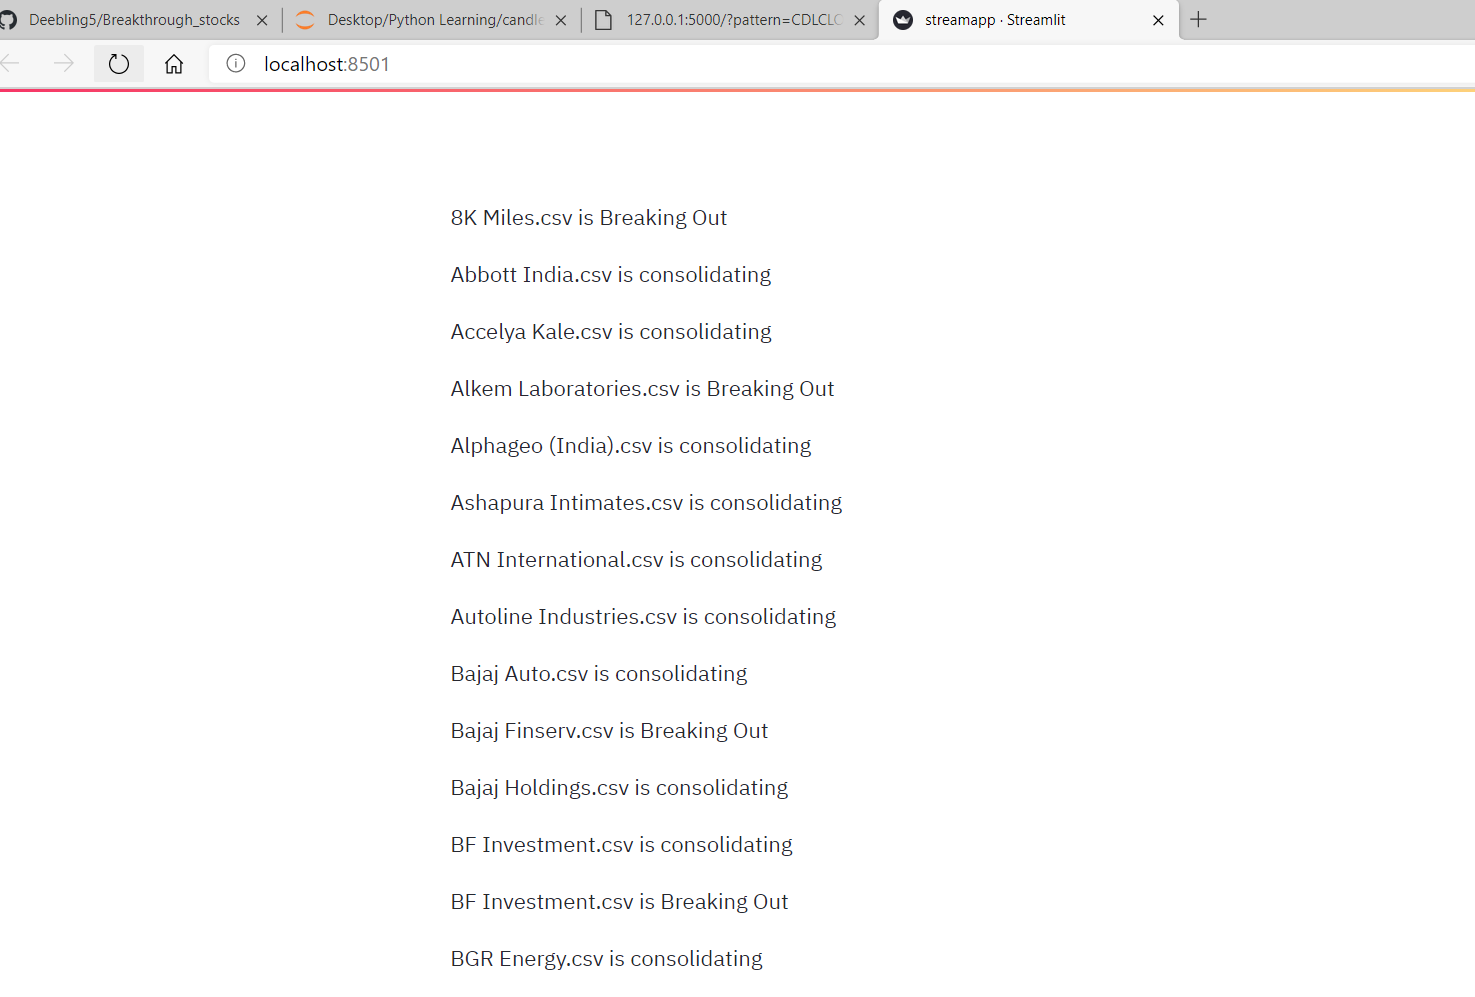 Deebling5/Breakthrough_stocks
Desktop/Python Learning/candle
127.0.0.1:5000/?pattern=CDLCLO
streamapp · Streamlit
localhost:8501
8K Miles.csv is Breaking Out
Abbott India.csv is consolidating
Accelya Kale.csv is consolidating
Alkem Laboratories.csv is Breaking Out
Alphageo (India).csv is consolidating
Ashapura Intimates.csv is consolidating
ATN International.csv is consolidating
Autoline Industries.csv is consolidating
Bajaj Auto.csv is consolidating
Bajaj Finserv.csv is Breaking Out
Bajaj Holdings.csv is consolidating
BF Investment.csv is consolidating
BF Investment.csv is Breaking Out
BGR Energy.csv is consolidating